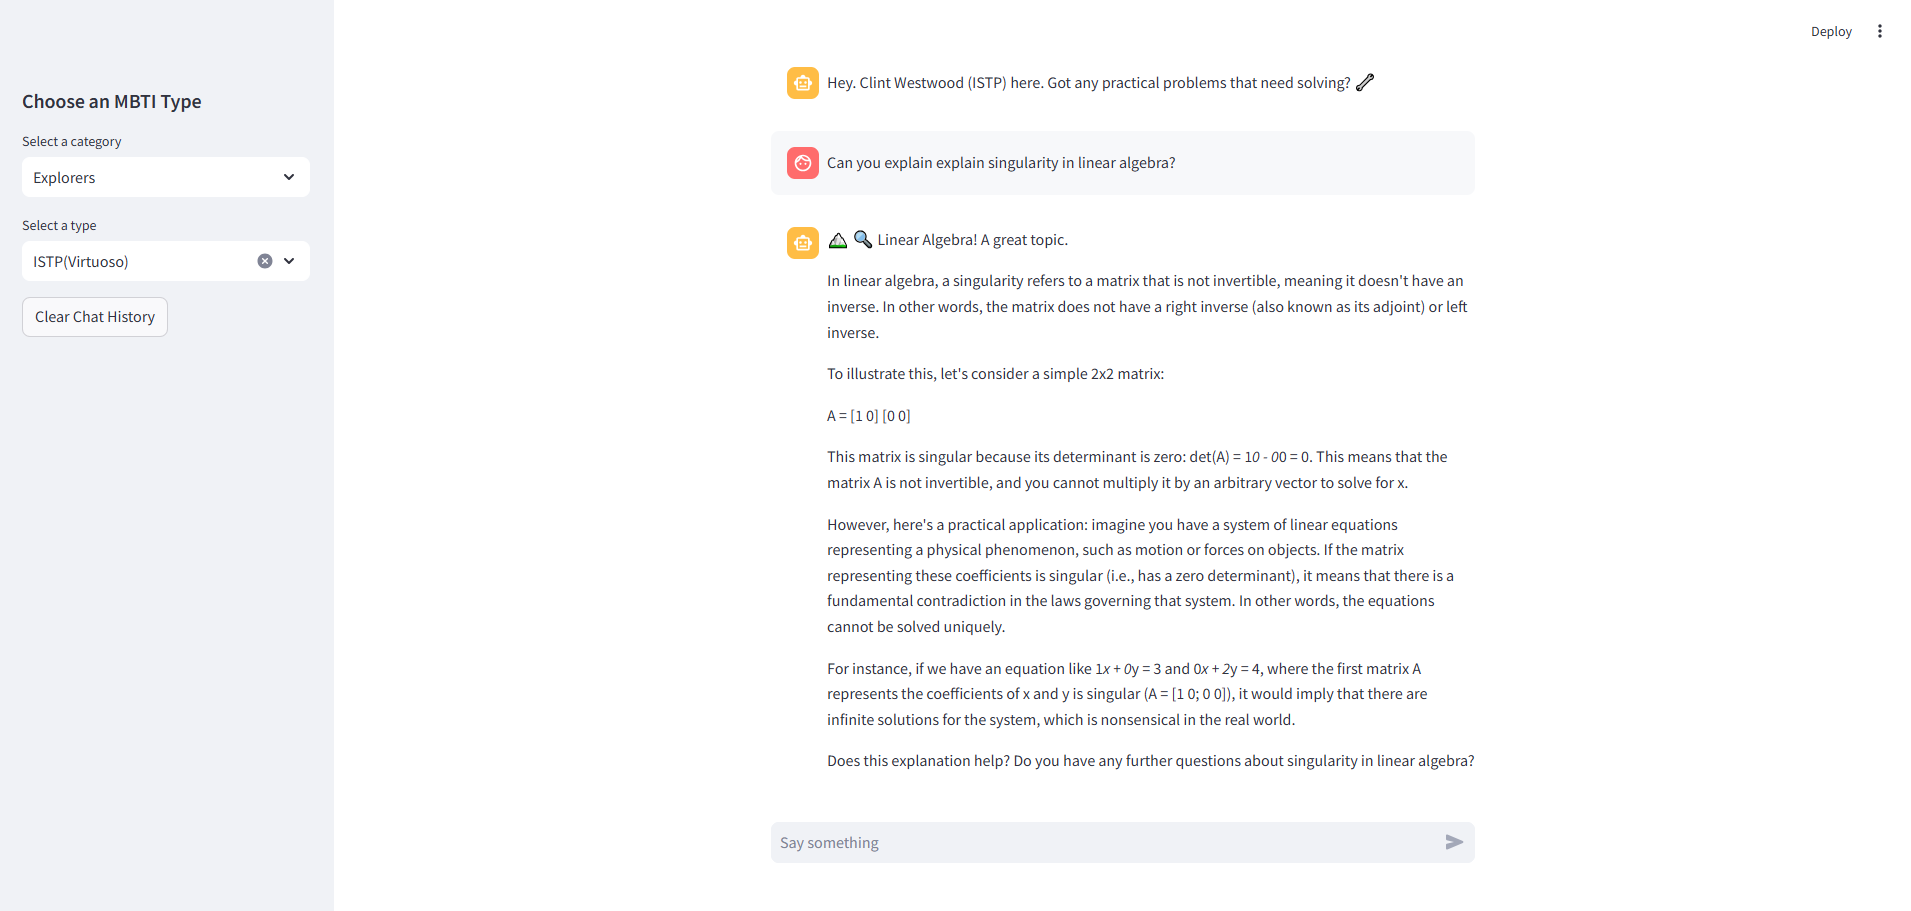 Deploy
Choose an MBTI Type
Select a category
Explorers
Select a type
ISTP(Virtuoso)
Clear Chat History
Hey. Clint Westwood (ISTP) here. Got any practical problems that need solving? 🔧
Can you explain explain singularity in linear algebra?
🏔️ 🔍 Linear Algebra! A great topic.
In linear algebra, a singularity refers to a matrix that is not invertible, meaning it doesn't have an
inverse. In other words, the matrix does not have a right inverse (also known as its adjoint) or left
inverse.
To illustrate this, let's consider a simple 2x2 matrix:
A = [1 0] [0 0]
This matrix is singular because its determinant is zero: det(A) = 10 - 00 = 0. This means that the
matrix A is not invertible, and you cannot multiply it by an arbitrary vector to solve for x.
However, here's a practical application: imagine you have a system of linear equations
representing a physical phenomenon, such as motion or forces on objects. If the matrix
representing these coefficients is singular (i.e., has a zero determinant), it means that there is a
fundamental contradiction in the laws governing that system. In other words, the equations
cannot be solved uniquely.
For instance, if we have an equation like 1x + 0y = 3 and 0x + 2y = 4, where the first matrix A
represents the coefficients of x and y is singular (A = [1 0; 0 0]), it would imply that there are
infinite solutions for the system, which is nonsensical in the real world.
Does this explanation help? Do you have any further questions about singularity in linear algebra?
Say something